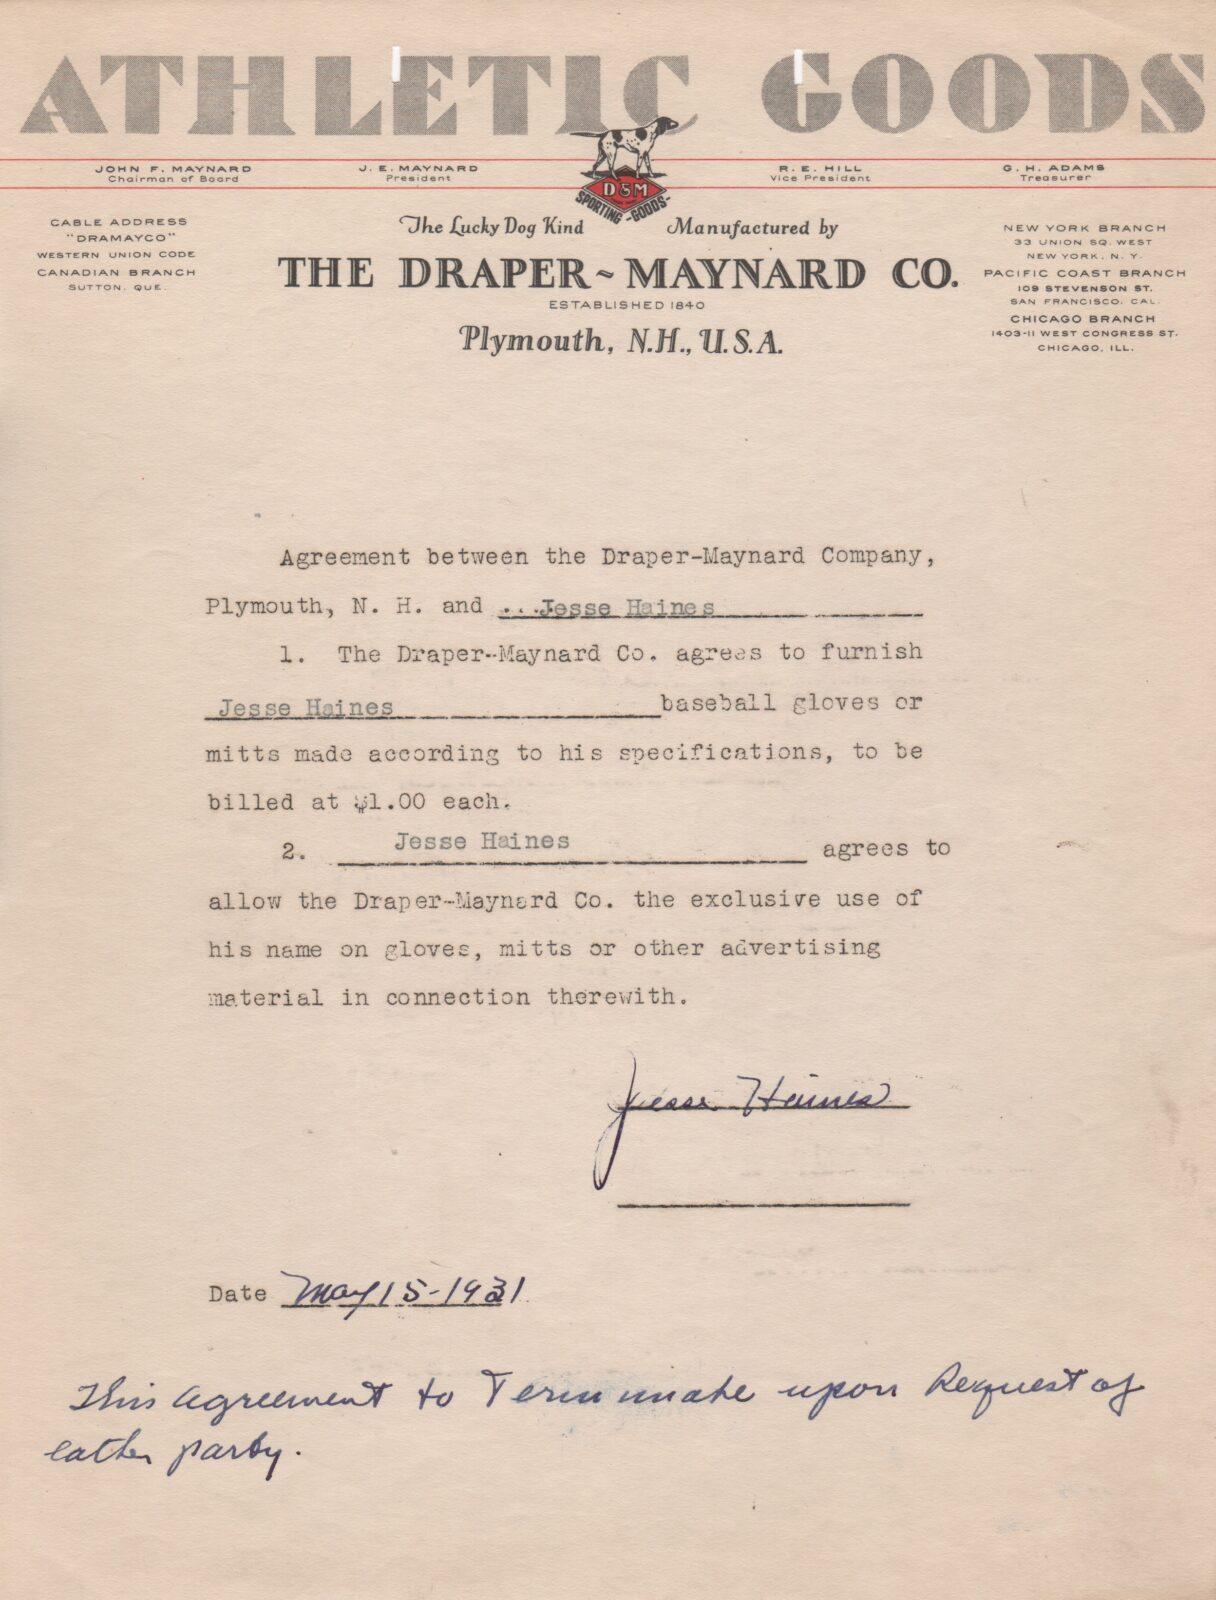 ATHLETIC GOODS
JOHN F. MAYNARD
Chairman of Board
J. E. MAYNARD
President
R. E. HILL
Vice President
G. H. ADAMS
Treasurer
D&M
SPORTING-GOODS-
CABLE ADDRESS
"DRAMAYCO"
WESTERN UNION CODE
CANADIAN BRANCH
SUTTON. QUE.
The Lucky Dog Kind Manufactured by
THE DRAPER~MAYNARD CO.
ESTABLISHED 1840
Plymouth, N.H., U.S.A.
NEW YORK BRANCH
33 UNION SQ. WEST
NEW YORK, N. Y.
PACIFIC COAST BRANCH
109 STEVENSON ST.
SAN FRANCISCO, CAL.
CHICAGO BRANCH
1403-11 WEST CONGRESS ST.
CHICAGO, ILL.
Agreement between the Draper-Maynard Company,
Plymouth, N. H. and ...Jesse Haines
1. The Draper-Maynard Co. agrees to furnish
Jesse Haines baseball gloves or
mitts made according to his specifications, to be
billed at $1.00 each.
2. Jesse Haines agrees to
allow the Draper-Maynard Co. the exclusive use of
his name on gloves, mitts or other advertising
material in connection therewith.
Jesse Haines
Date May 15-1931
This agreement to Terminate upon Request of
eather party.